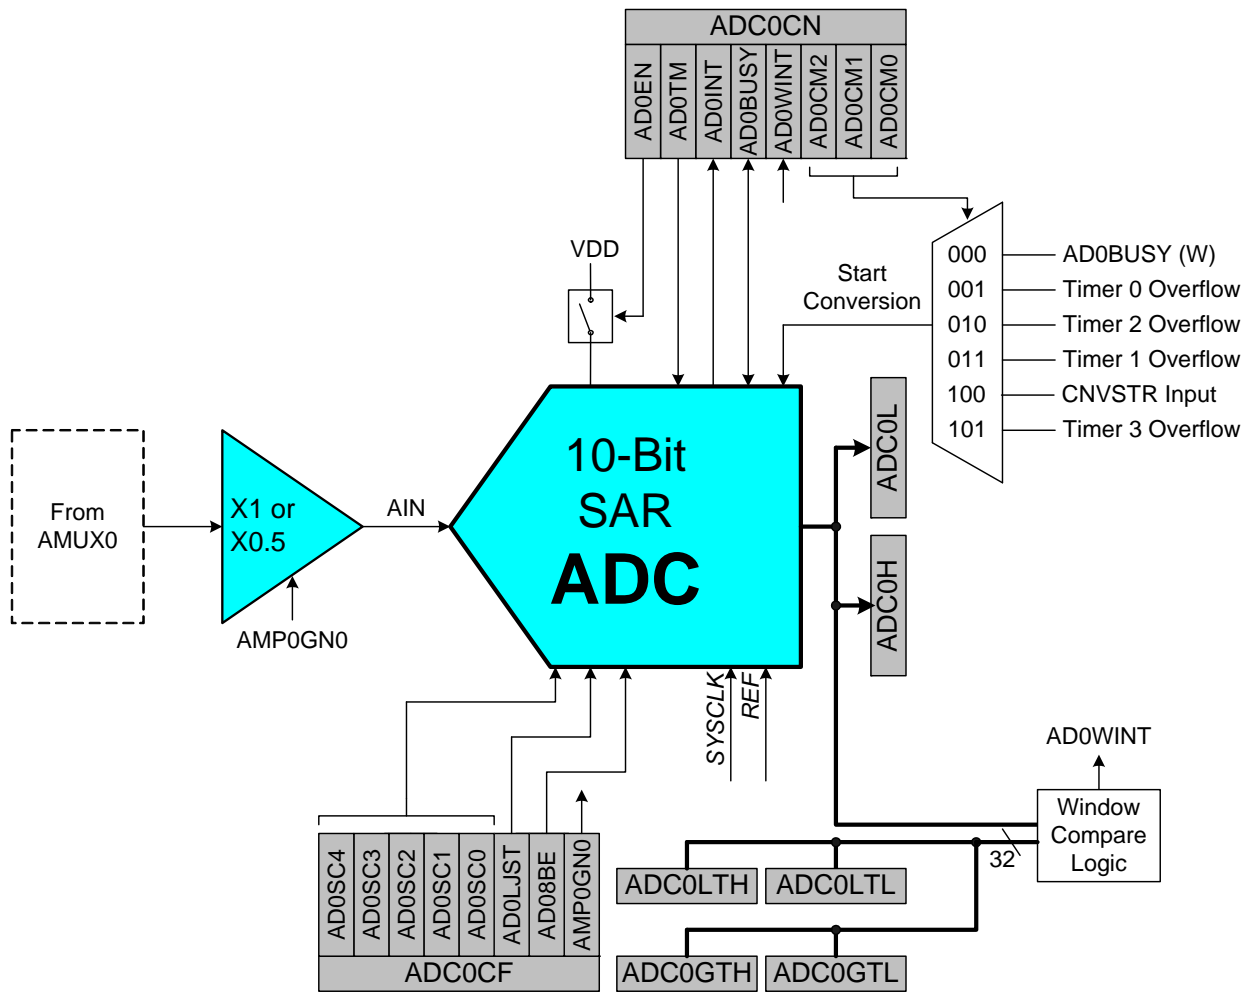 ADC0CN
AD0EN
AD0TM
AD0INT
AD0BUSY
AD0WINT
AD0CM2
AD0CM1
AD0CM0
VDD
Start
Conversion
000
AD0BUSY (W)
001
Timer 0 Overflow
010
Timer 2 Overflow
011
Timer 1 Overflow
100
CNVSTR Input
101
Timer 3 Overflow
From
AMUX0
X1 or
X0.5
AIN
AMP0GN0
10-Bit
SAR
ADC
ADC0L
ADC0H
SYSCLK
REF
AD0WINT
Window
Compare
Logic
32
AD0SC4
AD0SC3
AD0SC2
AD0SC1
AD0SC0
AD0LJST
AD08BE
AMP0GN0
ADC0CF
ADC0LTH
ADC0LTL
ADC0GTH
ADC0GTL